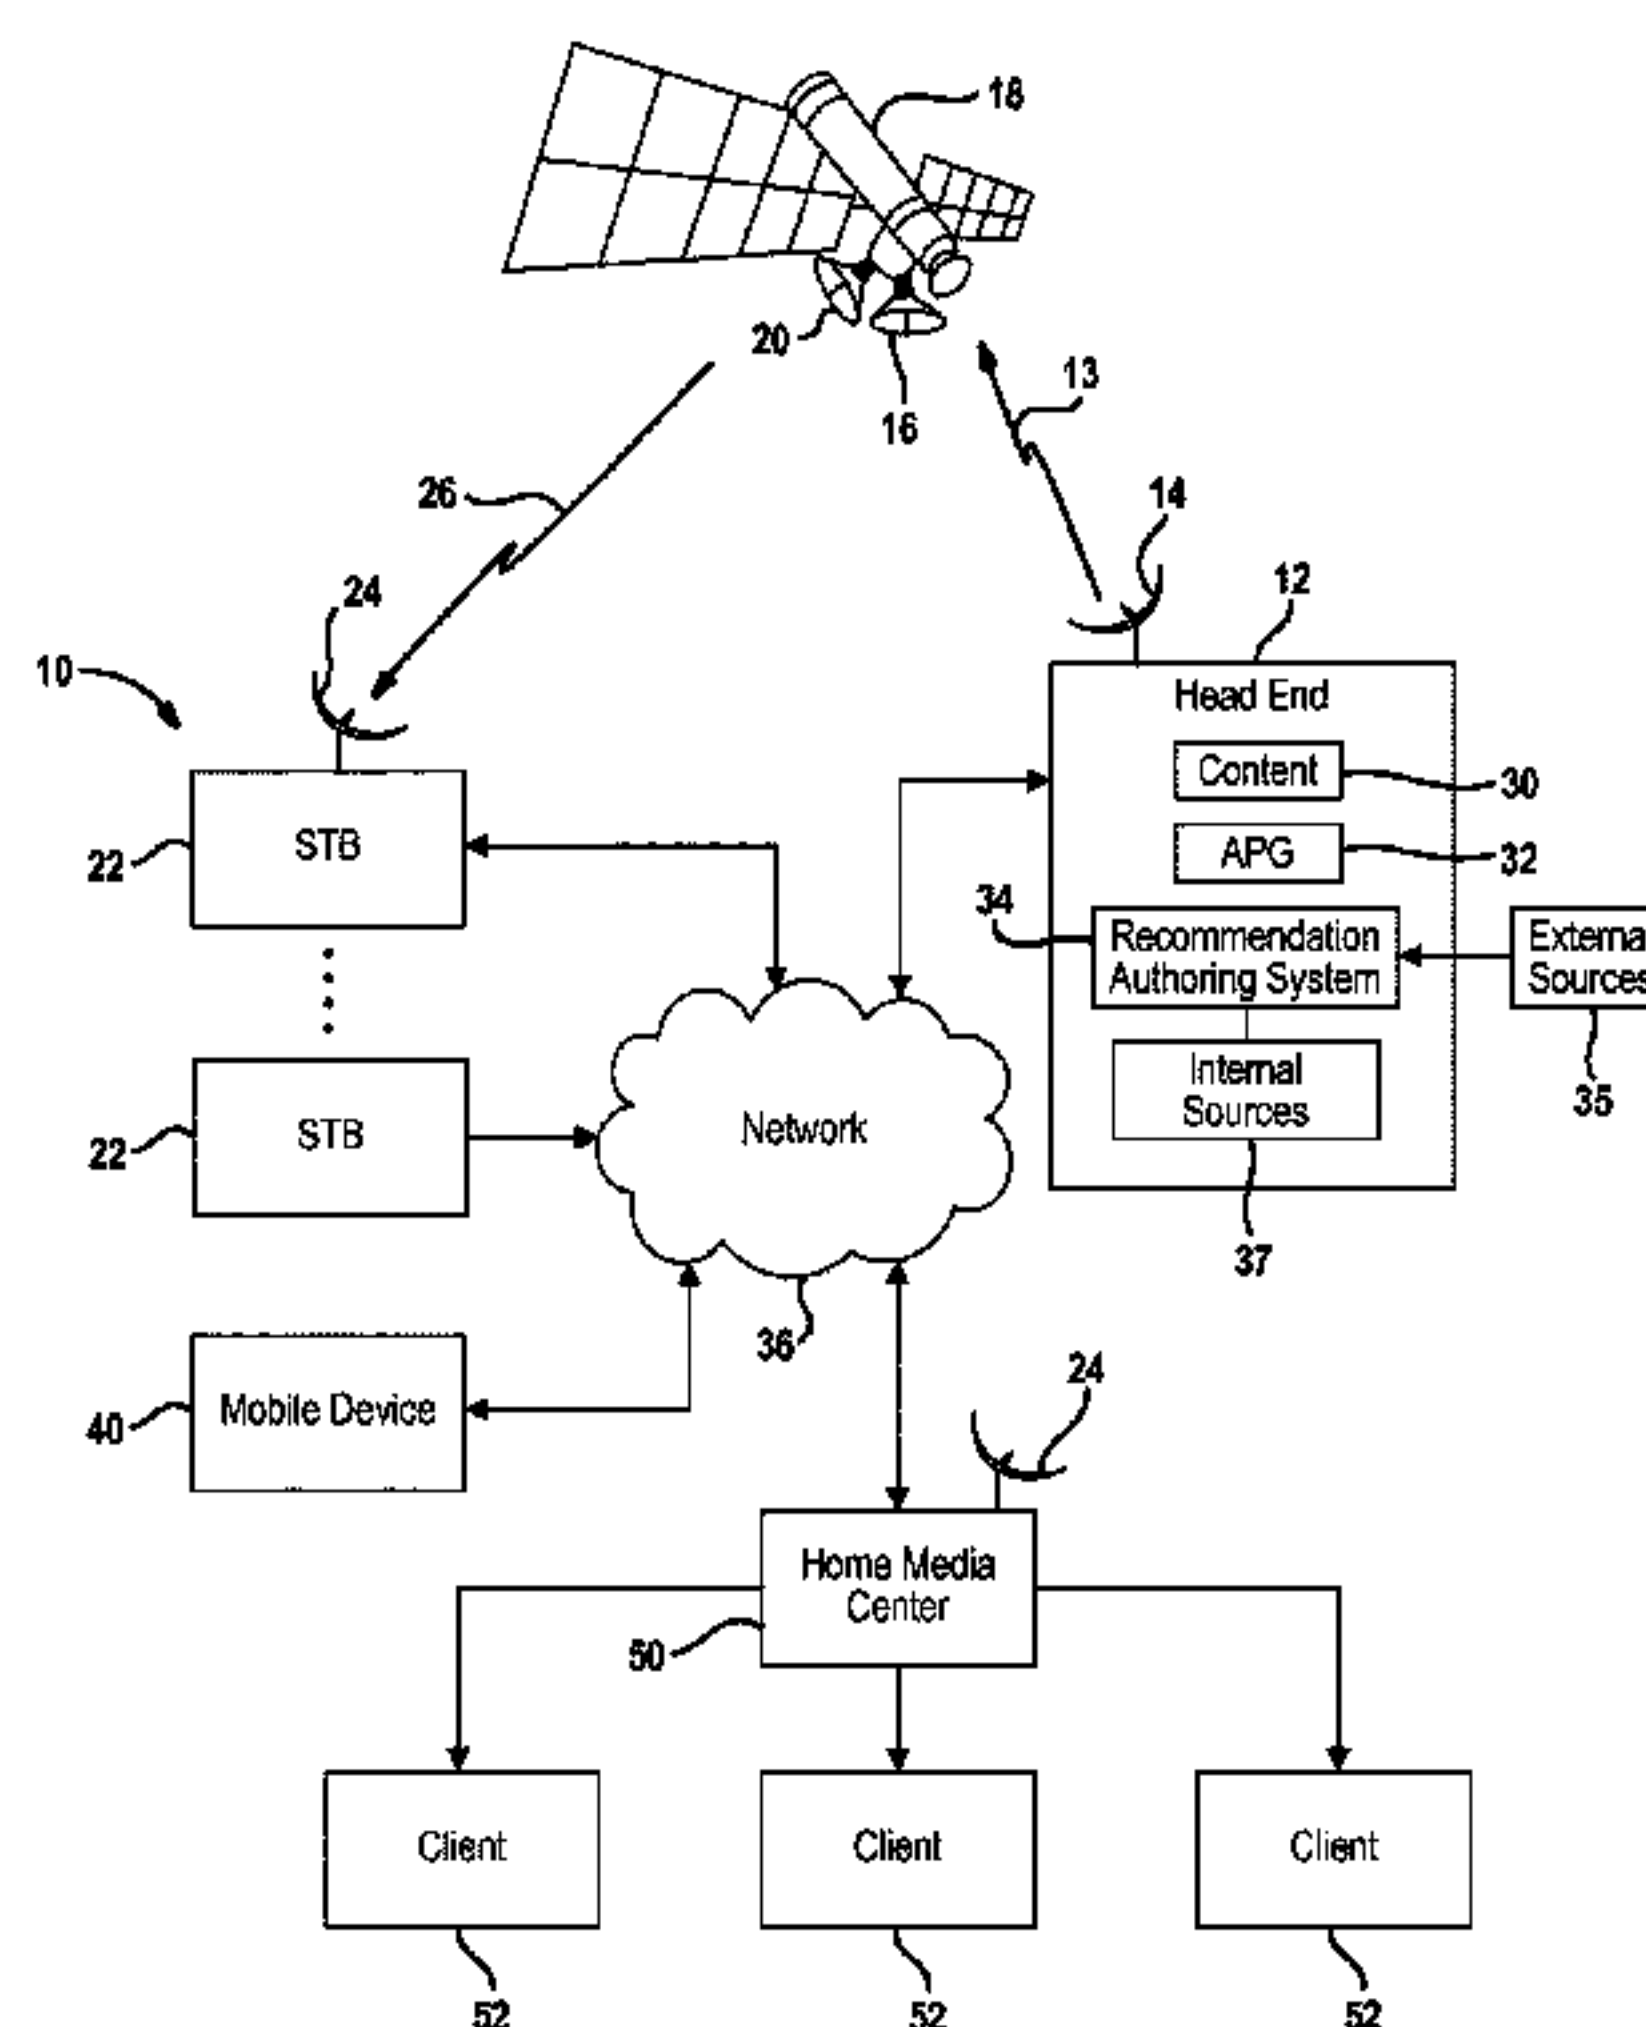 18
20
13
16
26
14
24
12
10
Head End
Content
30
STB
22
APG
32
34
Recommendation
Authoring System
Externa
Sources
Internal
Sources
35
Network
STB
22
37
36
24
Mobile Device
40
Home Media
Center
50
Client
Client
Client
52
52
52